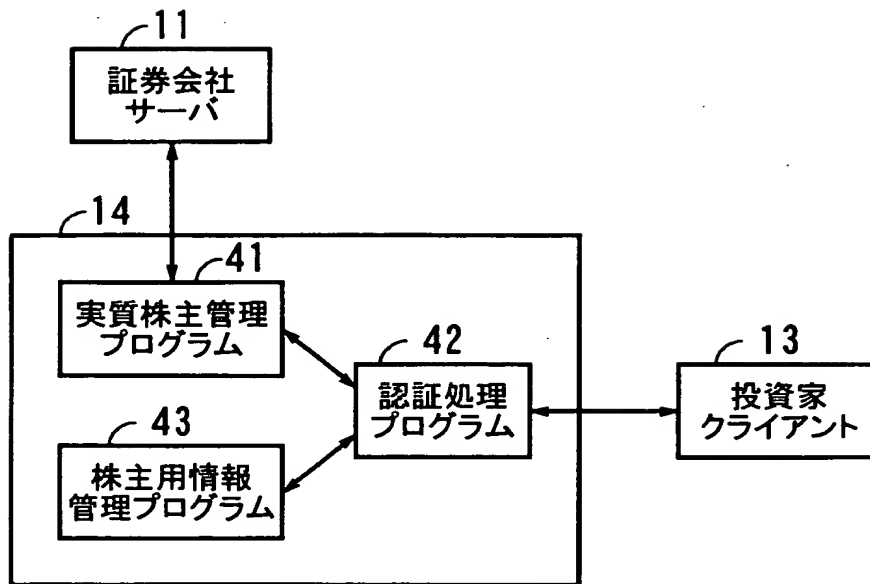 11
証券会社
サーバ
14
41
実質株主管理
プログラム
42
認証処理
プログラム
13
投資家
クライアント
43
株主用情報
管理プログラム